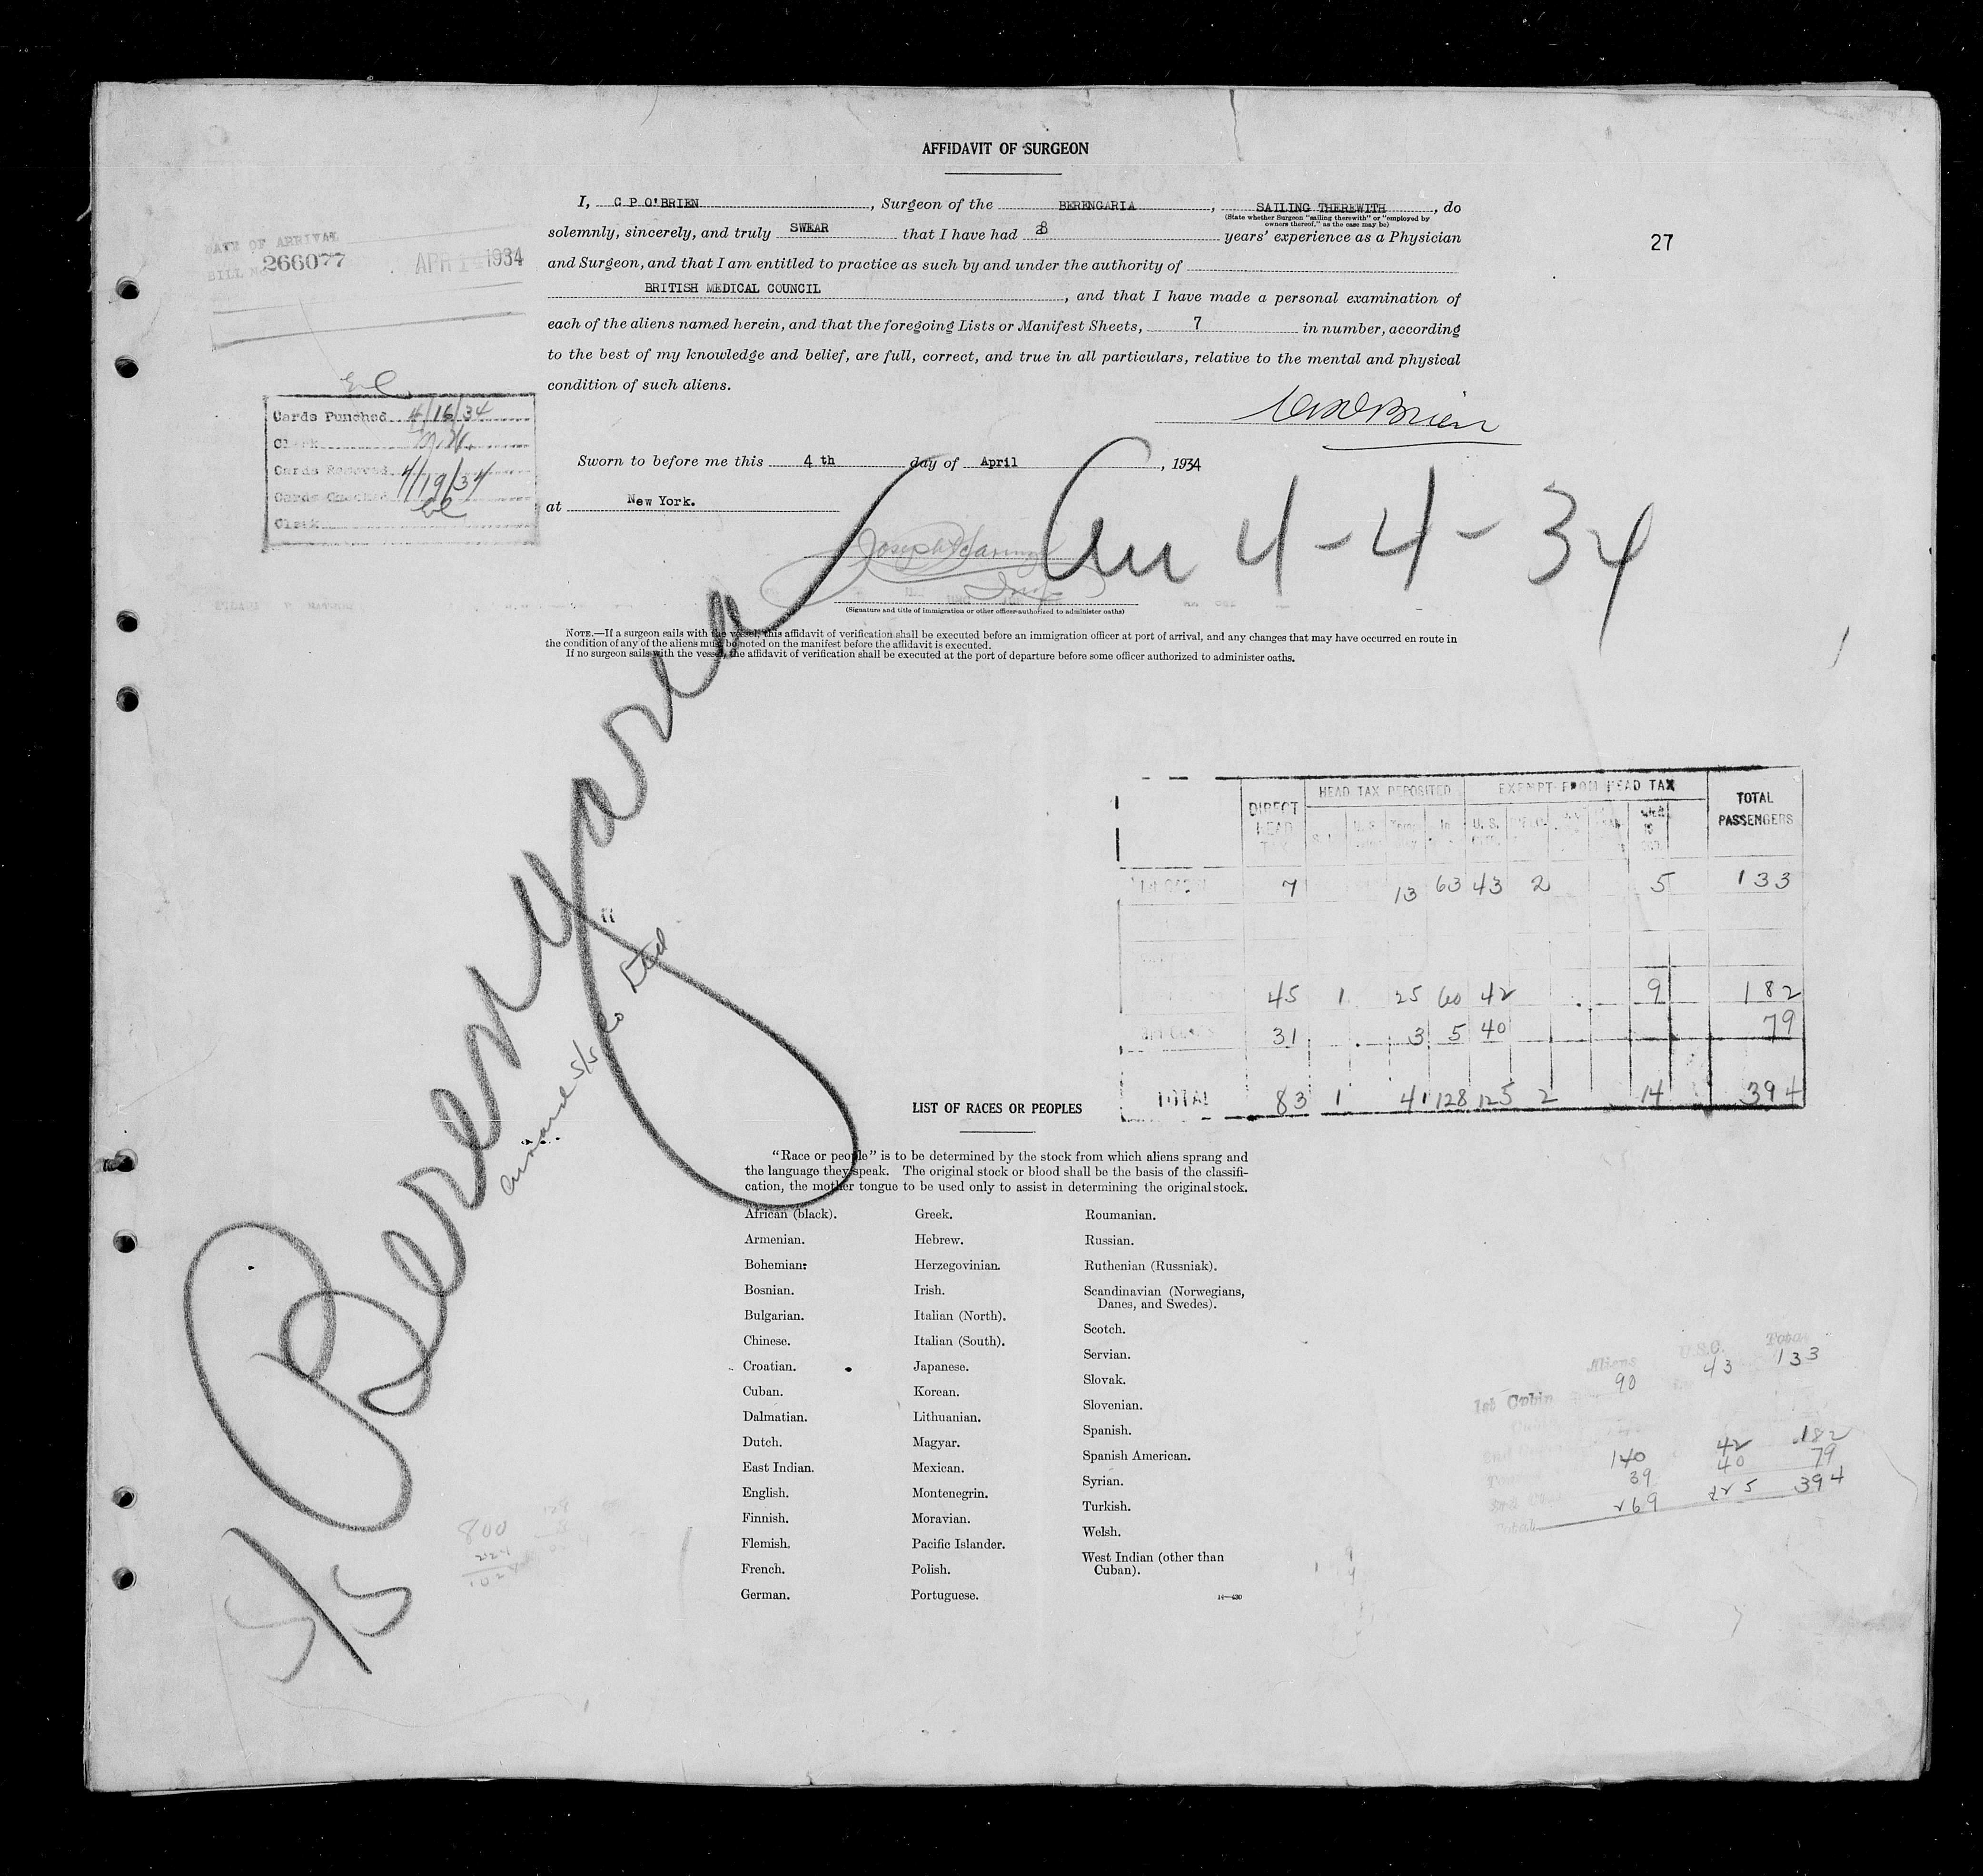 AFFIDAVIT OF SURGEON
I, C P O'BRIEN, Surgeon of the BERENGARIA, SAILING THEREWITH, do
(State whether Surgeon "sailing therewith" or "employed by
owners thereof," as the case may be)
solemnly, sincerely, and truly SWEAR that I have had 28 years' experience as a Physician
and Surgeon, and that I am entitled to practice as such by and under the authority of
BRITISH MEDICAL COUNCIL, and that I have made a personal examination of
each of the aliens named herein, and that the foregoing Lists or Manifest Sheets, 7 in number, according
to the best of my knowledge and belief, are full, correct, and true in all particulars, relative to the mental and physical
condition of such aliens.
27
DATE OF ARRIVAL
BILL No. 266077 APR 1934
Cards Punched 4/16/34
Clerk
Cards 4/19/34
Cards Checked
Clerk
Sworn to before me this 4 th day of April, 1934
at New York.
Arr 4-4-34
(Signature and title of immigration or other officer authorized to administer oaths)
NOTE.—If a surgeon sails with the vessel, this affidavit of verification shall be executed before an immigration officer at port of arrival, and any changes that may have occurred en route in
the condition of any of the aliens must be noted on the manifest before the affidavit is executed.
If no surgeon sails with the vessel, the affidavit of verification shall be executed at the port of departure before some officer authorized to administer oaths.
S/S Berengaria
Cunard S/S Co Ltd
DIRECT HEAD TAX HEAD TAX DEPOSITED EXEMPT FROM HEAD TAX TOTAL PASSENGERS
7 13 63 43 2 5 133
45 1 25 60 42 9 182
31 3 5 40 79
TOTAL 83 1 41 128 125 2 14 394
LIST OF RACES OR PEOPLES
"Race or people" is to be determined by the stock from which aliens sprang and
the language they speak. The original stock or blood shall be the basis of the classifi-
cation, the mother tongue to be used only to assist in determining the original stock.
African (black).
Armenian.
Bohemian.
Bosnian.
Bulgarian.
Chinese.
Croatian.
Cuban.
Dalmatian.
Dutch.
East Indian.
English.
Finnish.
Flemish.
French.
German.
Greek.
Hebrew.
Herzegovinian.
Irish.
Italian (North).
Italian (South).
Japanese.
Korean.
Lithuanian.
Magyar.
Mexican.
Montenegrin.
Moravian.
Pacific Islander.
Polish.
Portuguese.
Roumanian.
Russian.
Ruthenian (Russniak).
Scandinavian (Norwegians,
Danes, and Swedes).
Scotch.
Servian.
Slovak.
Slovenian.
Spanish.
Spanish American.
Syrian.
Turkish.
Welsh.
West Indian (other than
Cuban).
Aliens U.S.C. Total
1st Cabin 90 43 133
140 42 182
39 40 79
Total 269 125 394
800